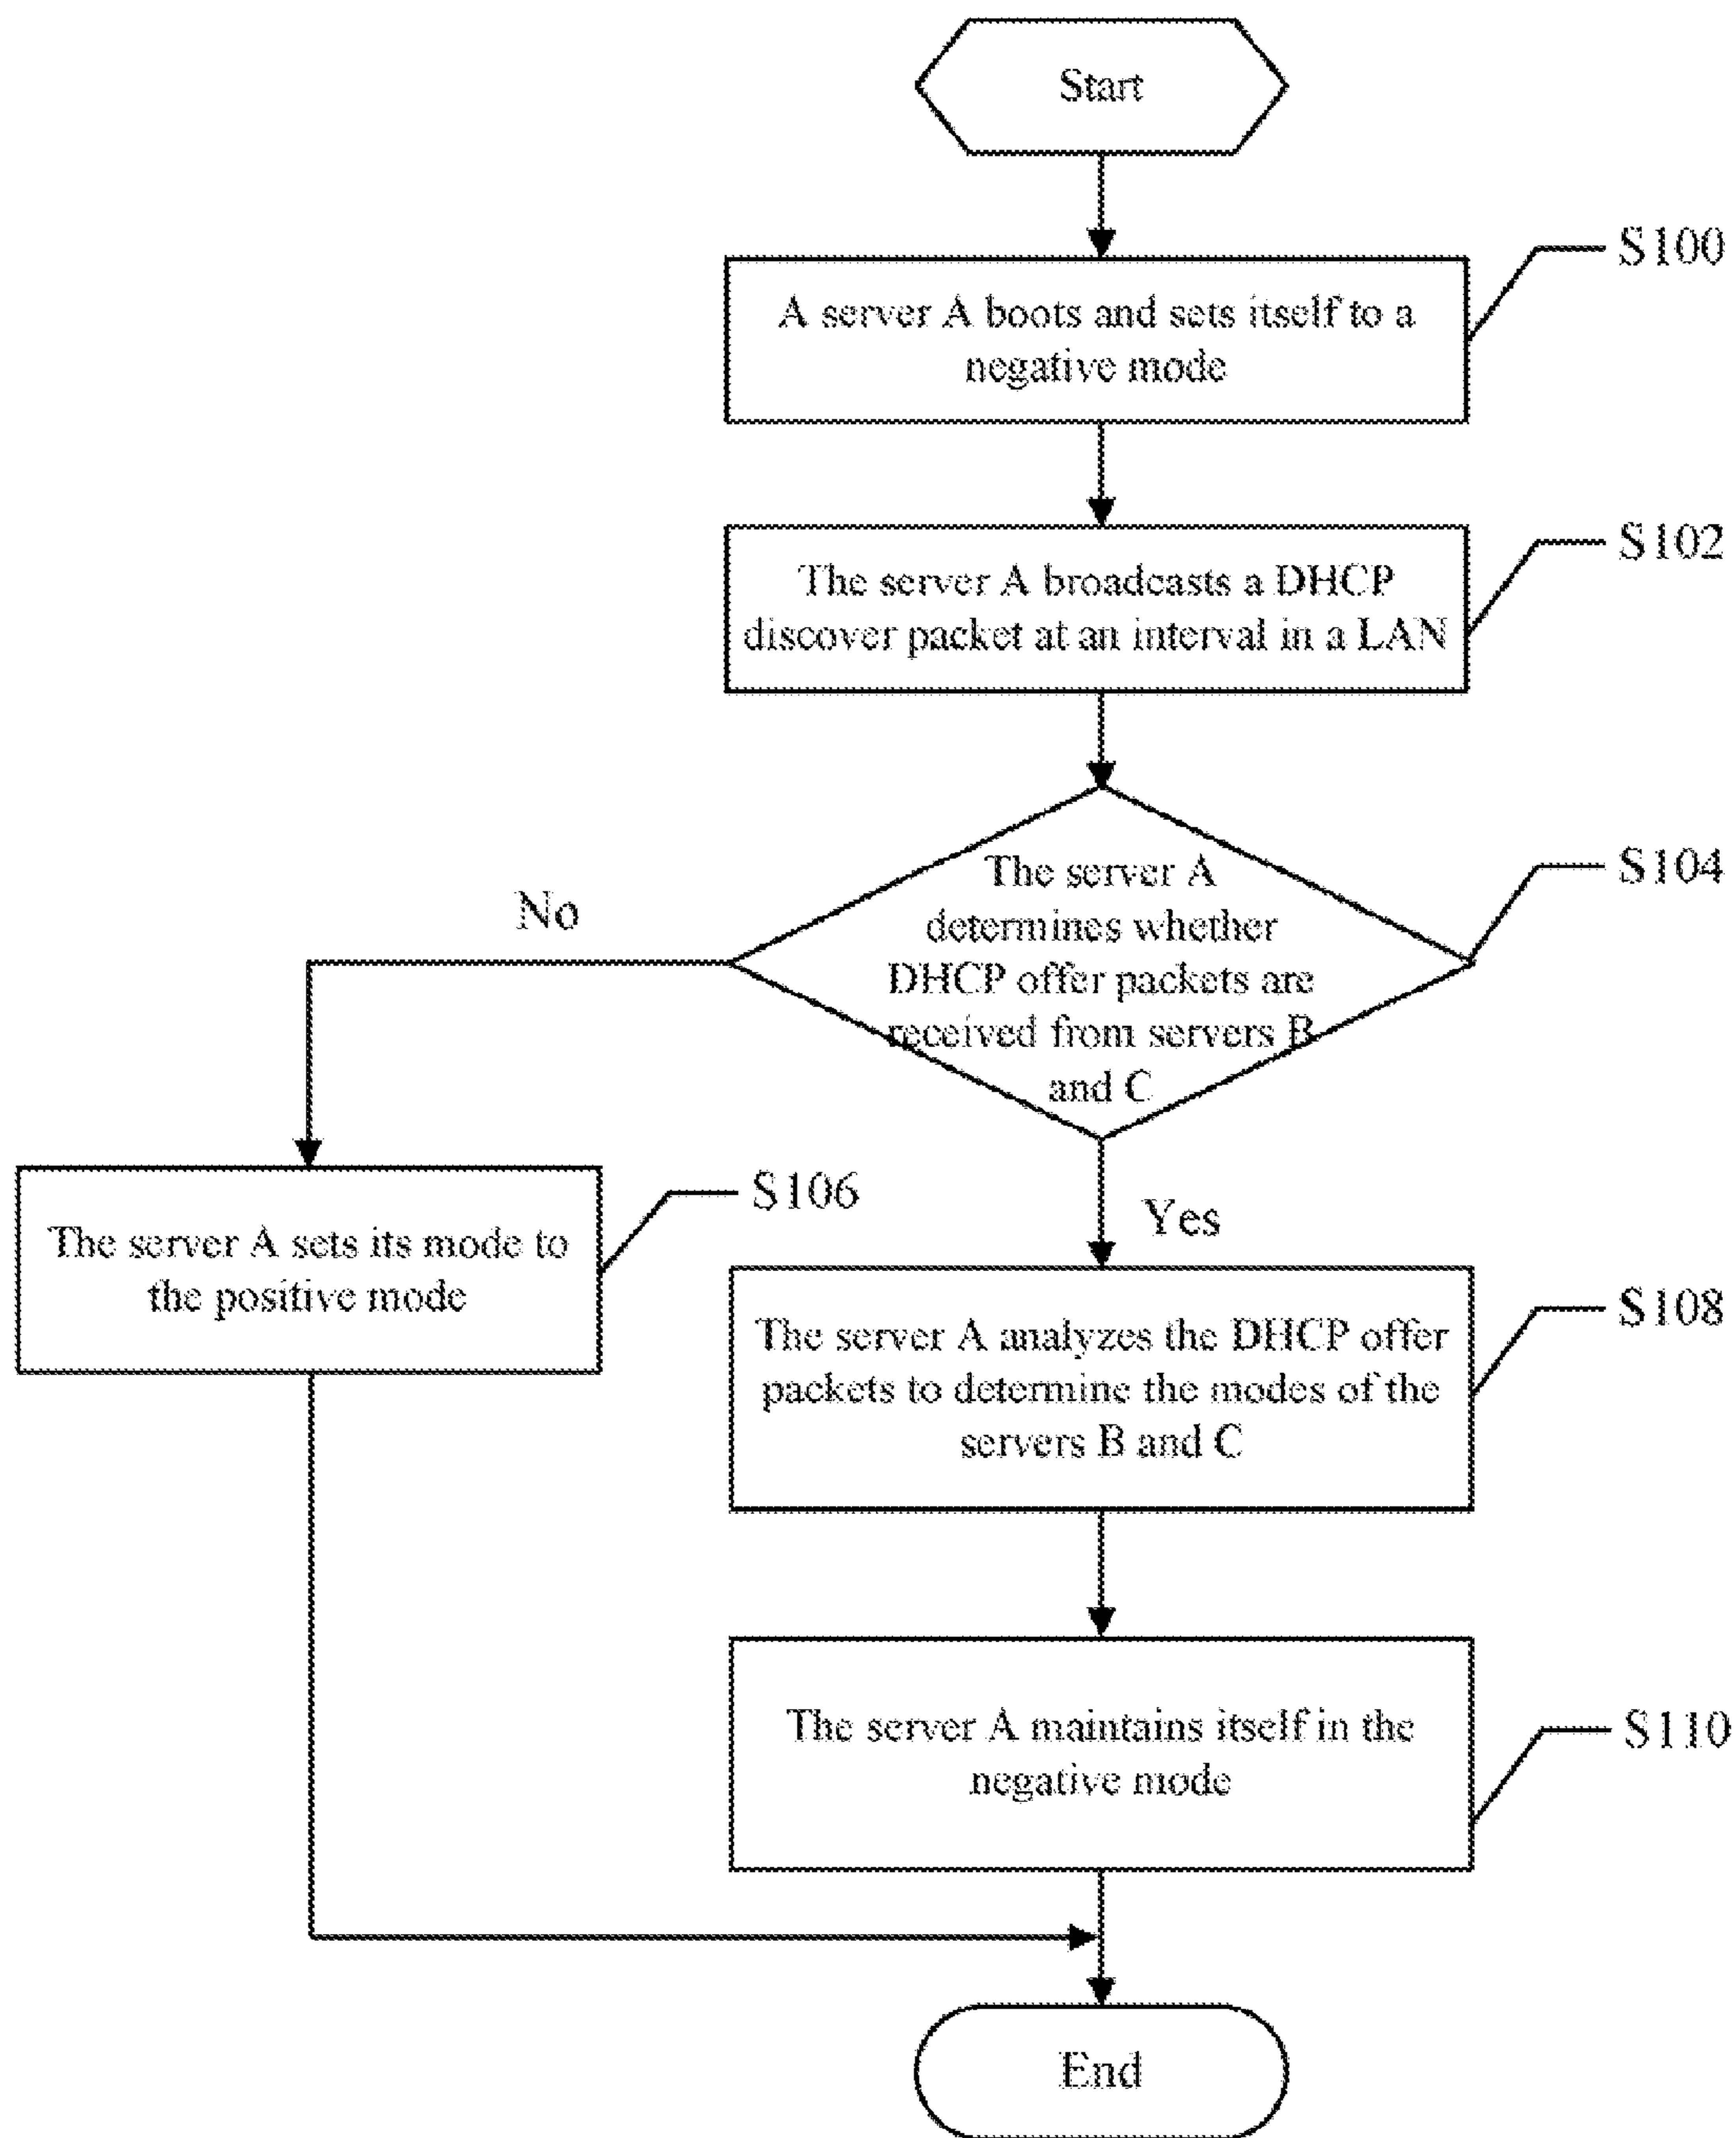 Start
S100
A server A boots and sets itself to a
negative mode
S102
The server A broadcasts a DHCP
discover packet at an interval in a LAN
S104
The server A
determines whether
DHCP offer packets are
received from servers B
and C
No
Yes
S106
The server A sets its mode to
the positive mode
S108
The server A analyzes the DHCP offer
packets to determine the modes of the
servers B and C
S110
The server A maintains itself in the
negative mode
End